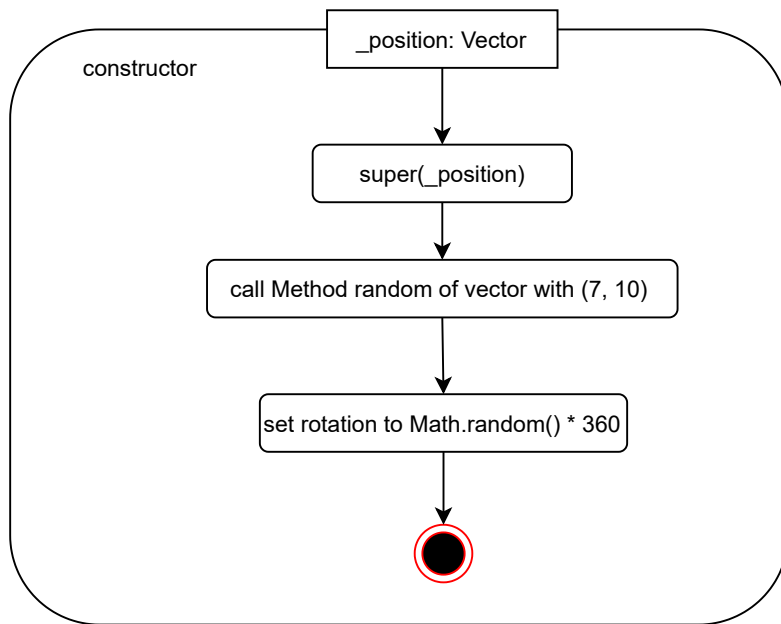 _position: Vector
constructor
super(_position)
call Method random of vector with (7, 10)
set rotation to Math.random() * 360